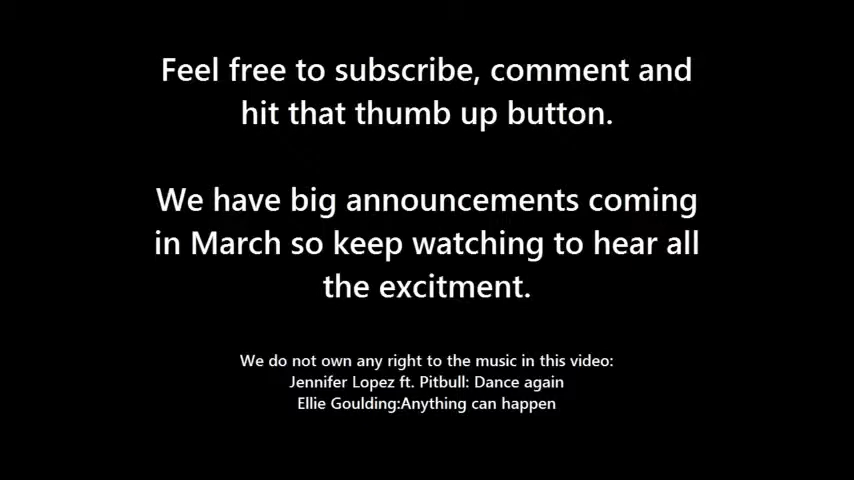 Feel free to subscribe, comment and
hit that thumb up button.
We have big announcements coming
in March so keep watching to hear all
the excitment.
We do not own any right to the music in this video:
Jennifer Lopez ft. Pitbull: Dance again
Ellie Goulding:Anything can happen